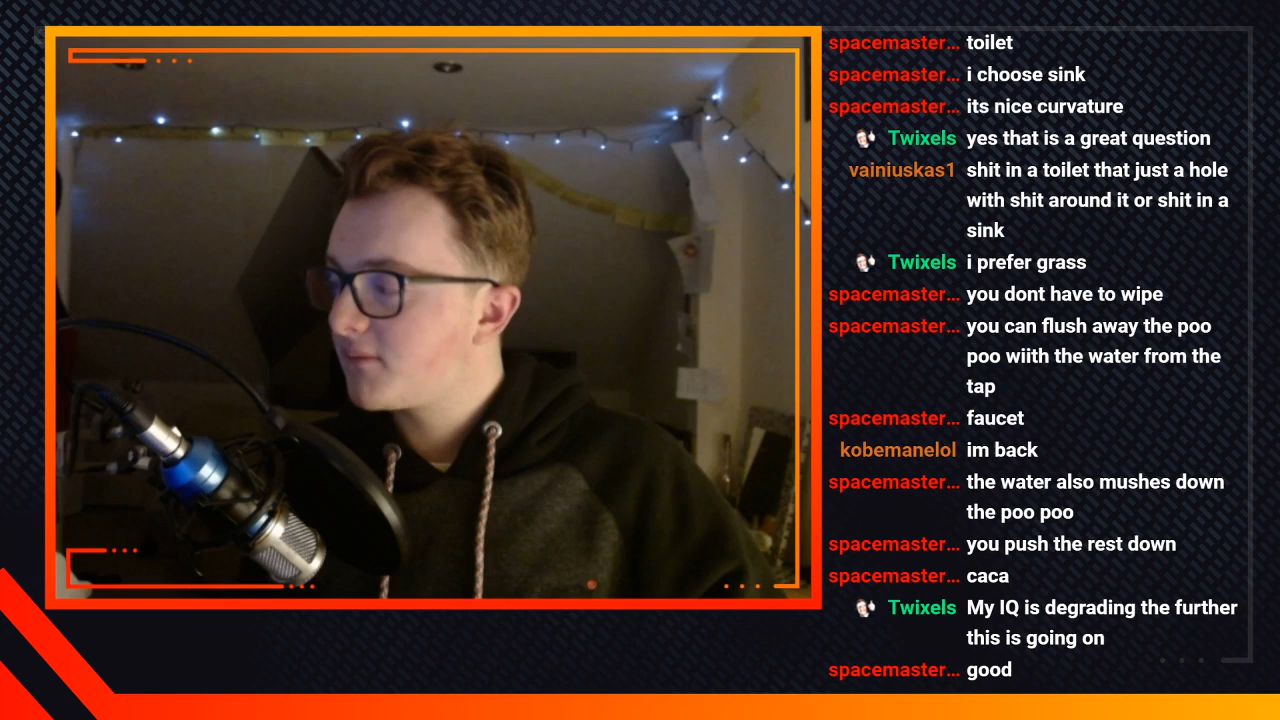 spacemaster… toilet
spacemaster… i choose sink
spacemaster… its nice curvature
Twixels yes that is a great question
vainiuskas1 shit in a toilet that just a hole
with shit around it or shit in a
sink
Twixels i prefer grass
spacemaster… you dont have to wipe
spacemaster… you can flush away the poo
poo wiith the water from the
tap
spacemaster… faucet
kobemanelol im back
spacemaster… the water also mushes down
the poo poo
spacemaster… you push the rest down
spacemaster… caca
Twixels My IQ is degrading the further
this is going on
spacemaster… good